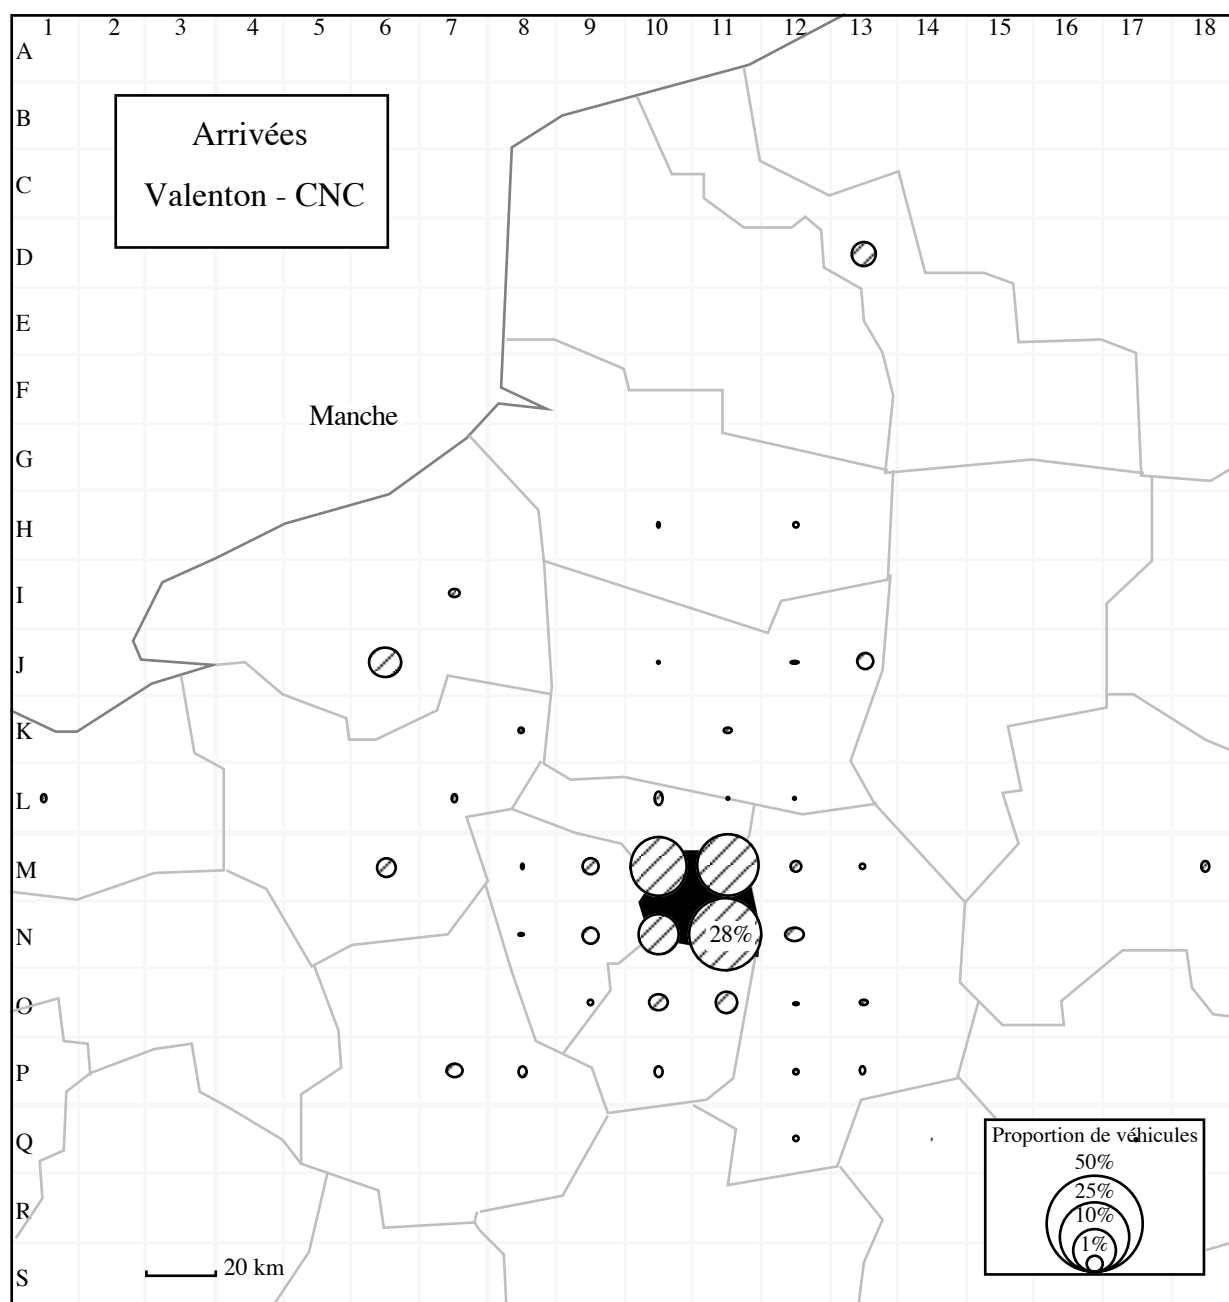 1 2 3 4 5 6 7 8 9 10 11 12 13 14 15 16 17 18
A
B
Arrivées
Valenton - CNC
C
D
E
F
Manche
G
H
I
J
K
L
M
N
28%
O
P
Q
Proportion de véhicules
50%
25%
10%
1%
R
20 km
S